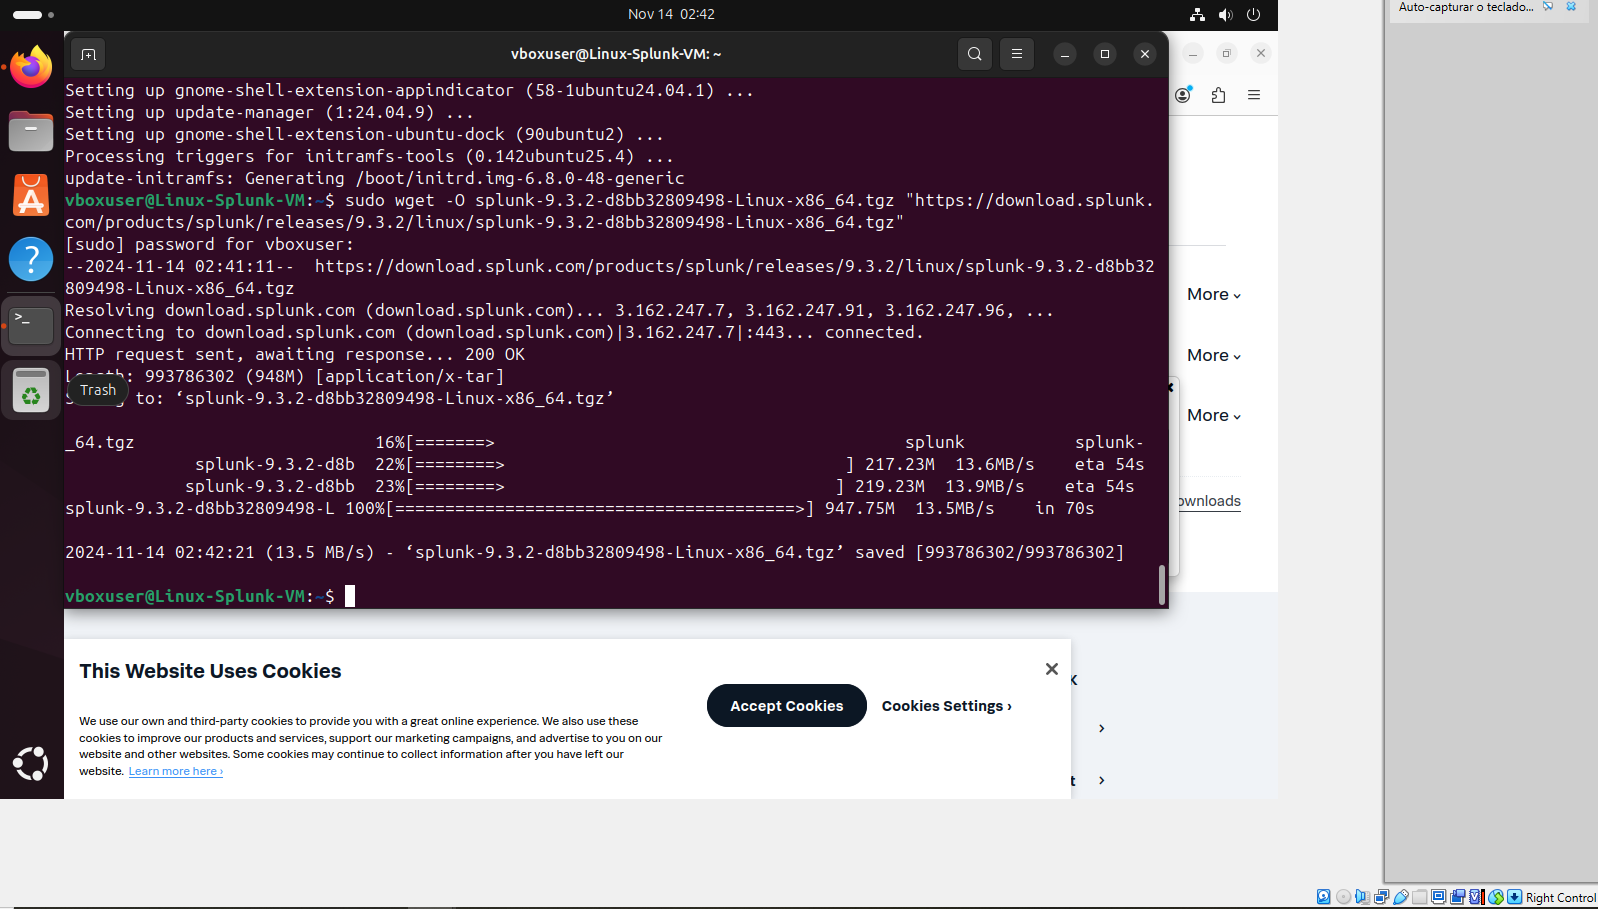 Nov 14 02:42
Auto-capturar o teclado...
vboxuser@Linux-Splunk-VM: ~
Setting up gnome-shell-extension-appindicator (58-1ubuntu24.04.1) ...
Setting up update-manager (1:24.04.9) ...
Setting up gnome-shell-extension-ubuntu-dock (90ubuntu2) ...
Processing triggers for initramfs-tools (0.142ubuntu25.4) ...
update-initramfs: Generating /boot/initrd.img-6.8.0-48-generic
vboxuser@Linux-Splunk-VM:~$ sudo wget -O splunk-9.3.2-d8bb32809498-Linux-x86_64.tgz "https://download.splunk.
com/products/splunk/releases/9.3.2/linux/splunk-9.3.2-d8bb32809498-Linux-x86_64.tgz"
[sudo] password for vboxuser:
--2024-11-14 02:41:11-- https://download.splunk.com/products/splunk/releases/9.3.2/linux/splunk-9.3.2-d8bb32
809498-Linux-x86_64.tgz
Resolving download.splunk.com (download.splunk.com)... 3.162.247.7, 3.162.247.91, 3.162.247.96, ...
Connecting to download.splunk.com (download.splunk.com)|3.162.247.7|:443... connected.
HTTP request sent, awaiting response... 200 OK
Length: 993786302 (948M) [application/x-tar]
Trash
to: ‘splunk-9.3.2-d8bb32809498-Linux-x86_64.tgz’
_64.tgz 16%[=======> splunk splunk-
splunk-9.3.2-d8b 22%[========> ] 217.23M 13.6MB/s eta 54s
splunk-9.3.2-d8bb 23%[========> ] 219.23M 13.9MB/s eta 54s
splunk-9.3.2-d8bb32809498-L 100%[=======================================>] 947.75M 13.5MB/s in 70s
2024-11-14 02:42:21 (13.5 MB/s) - ‘splunk-9.3.2-d8bb32809498-Linux-x86_64.tgz’ saved [993786302/993786302]
vboxuser@Linux-Splunk-VM:~$
More
More
More
ownloads
This Website Uses Cookies
We use our own and third-party cookies to provide you with a great online experience. We also use these
cookies to improve our products and services, support our marketing campaigns, and advertise to you on our
website and other websites. Some cookies may continue to collect information after you have left our
website. Learn more here ›
Accept Cookies
Cookies Settings ›
Right Control